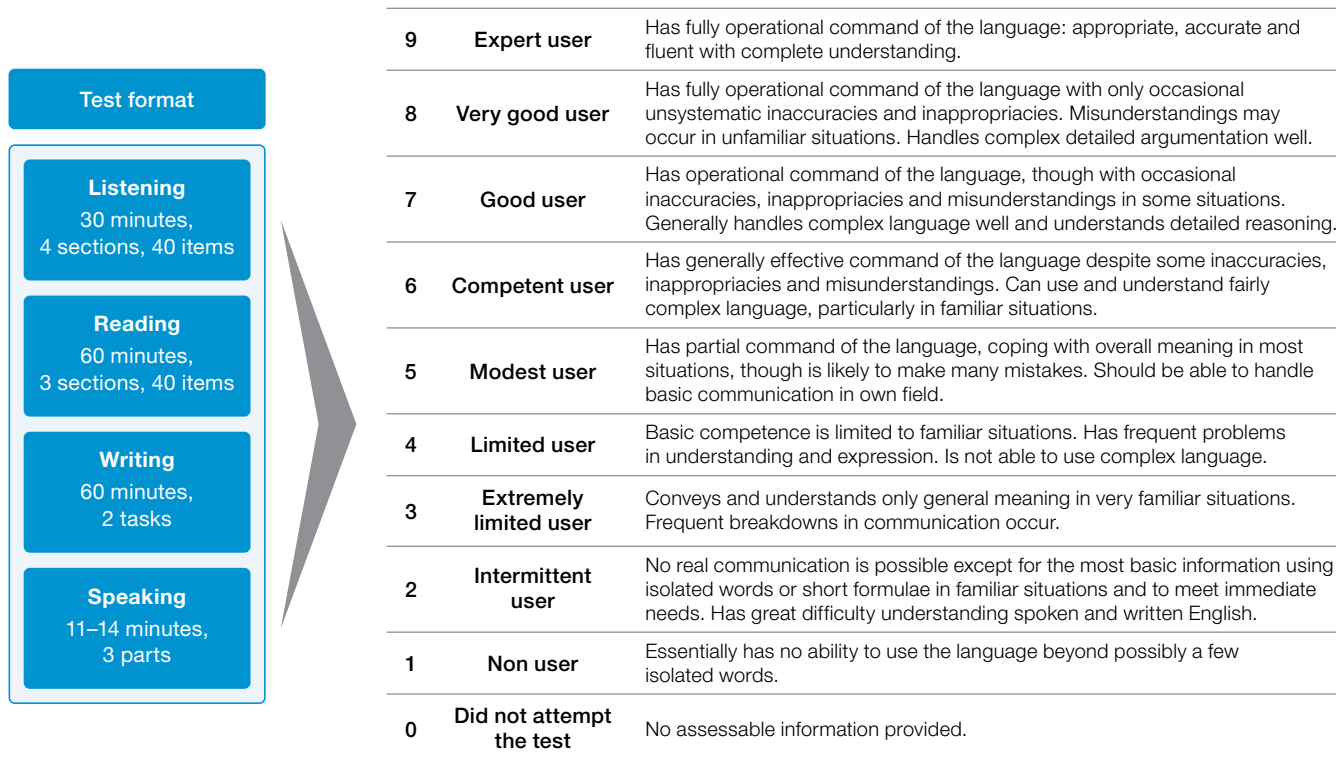 Test format
Listening
30 minutes,
4 sections, 40 items
Reading
60 minutes,
3 sections, 40 items
Writing
60 minutes,
2 tasks
Speaking
11–14 minutes,
3 parts
9 Expert user Has fully operational command of the language: appropriate, accurate and
fluent with complete understanding.
8 Very good user Has fully operational command of the language with only occasional
unsystematic inaccuracies and inappropriacies. Misunderstandings may
occur in unfamiliar situations. Handles complex detailed argumentation well.
7 Good user Has operational command of the language, though with occasional
inaccuracies, inappropriacies and misunderstandings in some situations.
Generally handles complex language well and understands detailed reasoning.
6 Competent user Has generally effective command of the language despite some inaccuracies,
inappropriacies and misunderstandings. Can use and understand fairly
complex language, particularly in familiar situations.
5 Modest user Has partial command of the language, coping with overall meaning in most
situations, though is likely to make many mistakes. Should be able to handle
basic communication in own field.
4 Limited user Basic competence is limited to familiar situations. Has frequent problems
in understanding and expression. Is not able to use complex language.
3 Extremely
limited user
Conveys and understands only general meaning in very familiar situations.
Frequent breakdowns in communication occur.
2 Intermittent
user
No real communication is possible except for the most basic information using
isolated words or short formulae in familiar situations and to meet immediate
needs. Has great difficulty understanding spoken and written English.
1 Non user Essentially has no ability to use the language beyond possibly a few
isolated words.
0 Did not attempt
the test
No assessable information provided.